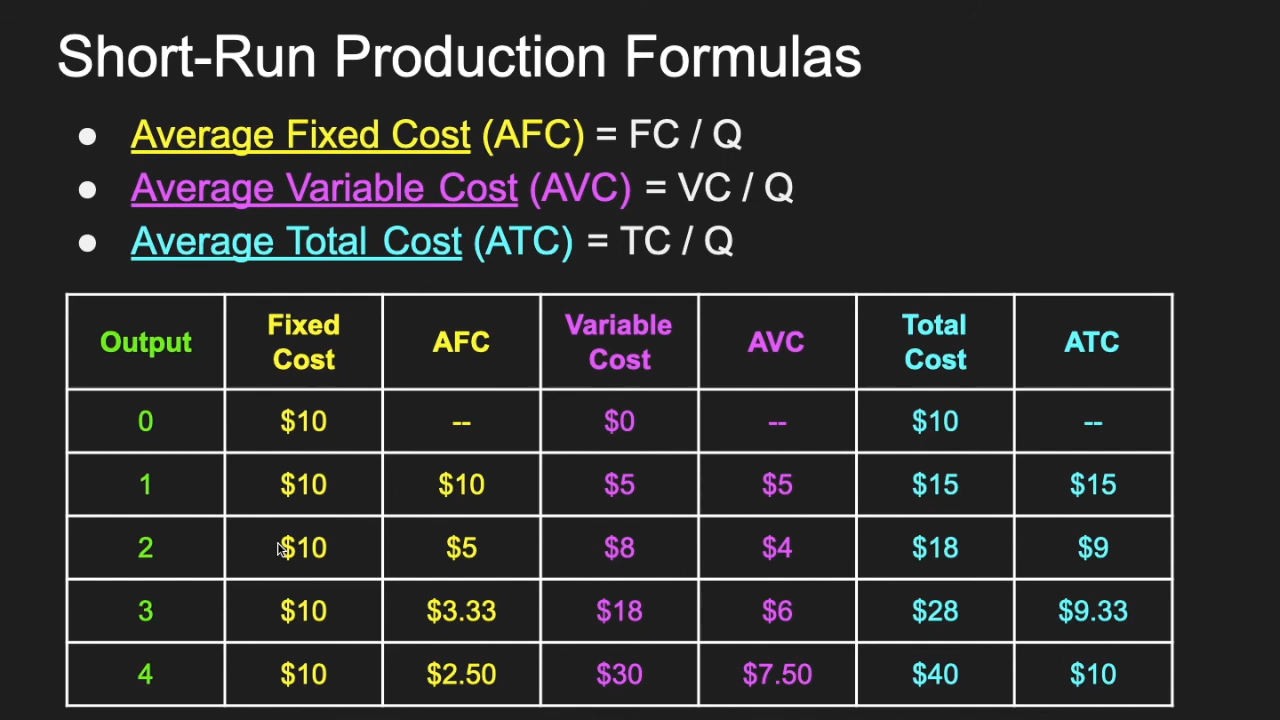 Short-Run Production Formulas
● Average Fixed Cost (AFC) = FC / Q
● Average Variable Cost (AVC) = VC / Q
● Average Total Cost (ATC) = TC / Q
Output Fixed Cost AFC Variable Cost AVC Total Cost ATC
0 $10 -- $0 -- $10 --
1 $10 $10 $5 $5 $15 $15
2 $10 $5 $8 $4 $18 $9
3 $10 $3.33 $18 $6 $28 $9.33
4 $10 $2.50 $30 $7.50 $40 $10